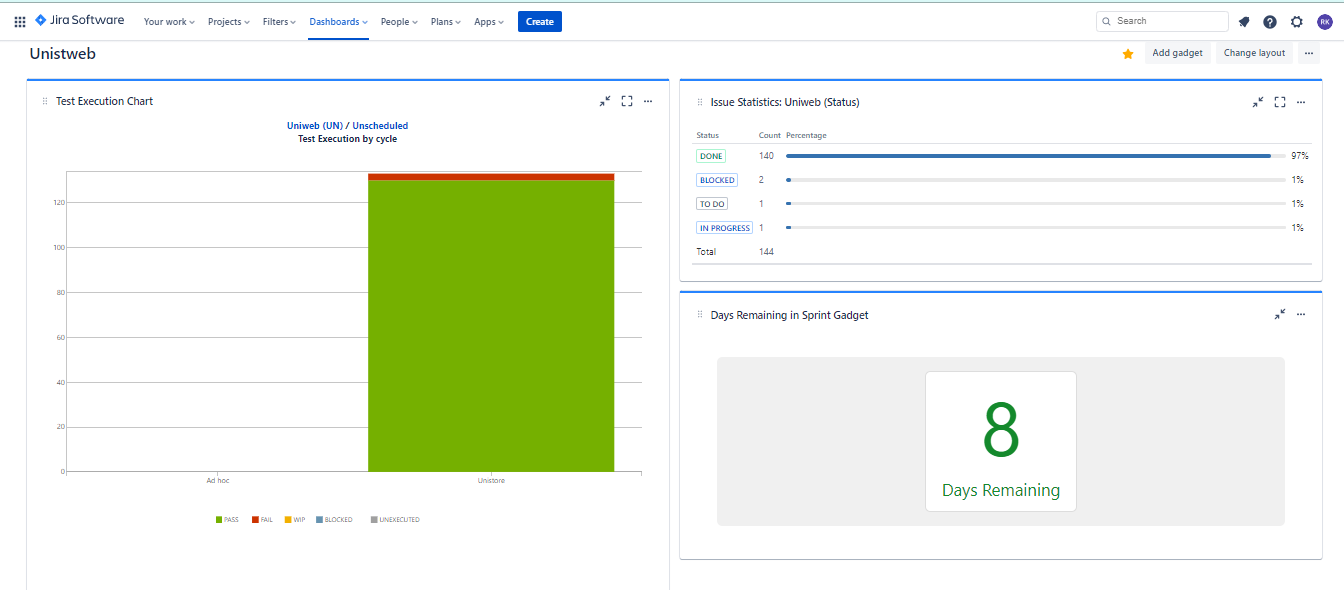 Jira Software Your work Projects Filters Dashboards People Plans Apps Create Search RK
Unistweb Add gadget Change layout
Test Execution Chart
Uniweb (UN) / Unscheduled
Test Execution by cycle
120
100
80
60
40
20
0
Ad hoc Unistore
PASS FAIL WIP BLOCKED UNEXECUTED
Issue Statistics: Uniweb (Status)
Status Count Percentage
DONE 140 97%
BLOCKED 2 1%
TO DO 1 1%
IN PROGRESS 1 1%
Total 144
Days Remaining in Sprint Gadget
8
Days Remaining